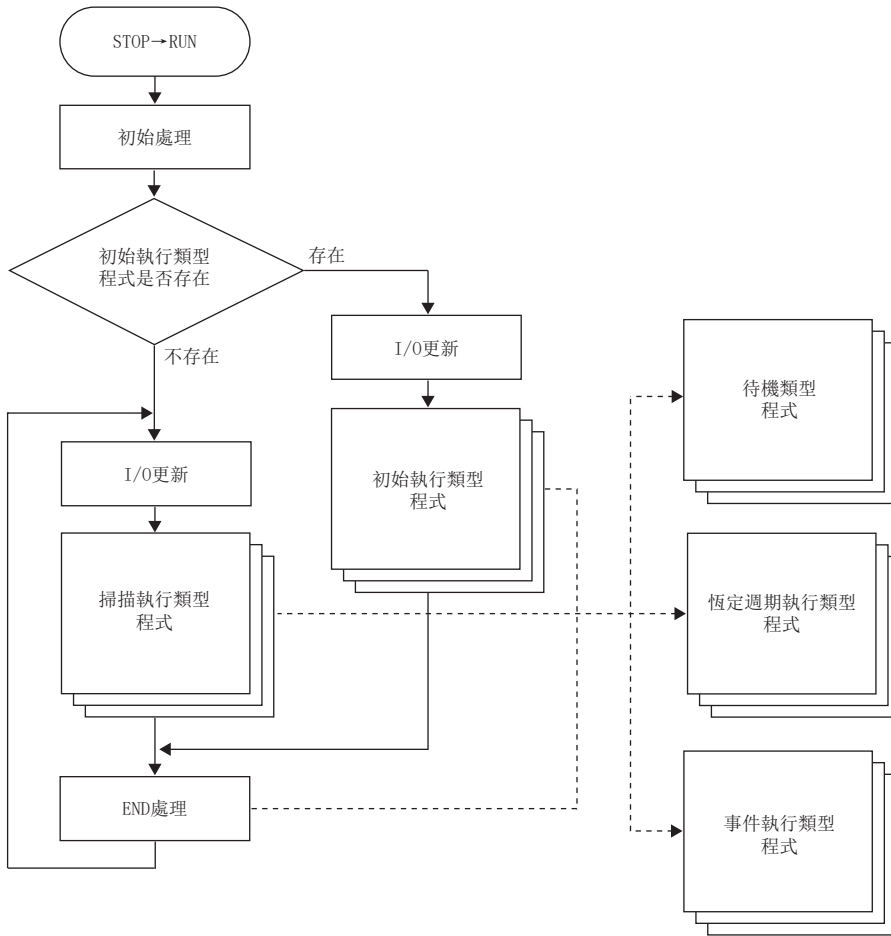 STOP→RUN
初始處理
初始執行類型
程式是否存在
存在
不存在
I/O更新
初始執行類型
程式
I/O更新
掃描執行類型
程式
END處理
待機類型
程式
恆定週期執行類型
程式
事件執行類型
程式